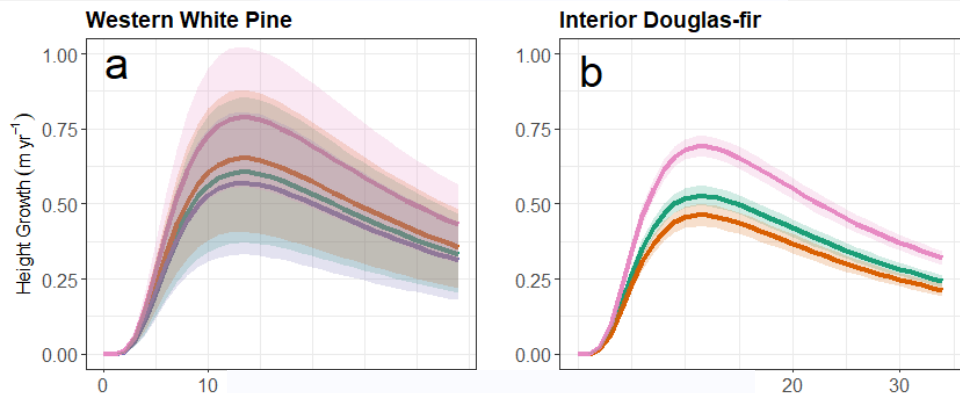 Western White Pine
Interior Douglas-fir
a
b
1.00
0.75
0.50
0.25
0.00
1.00
0.75
0.50
0.25
0.00
Height Growth (m yr⁻¹)
0 10
20 30